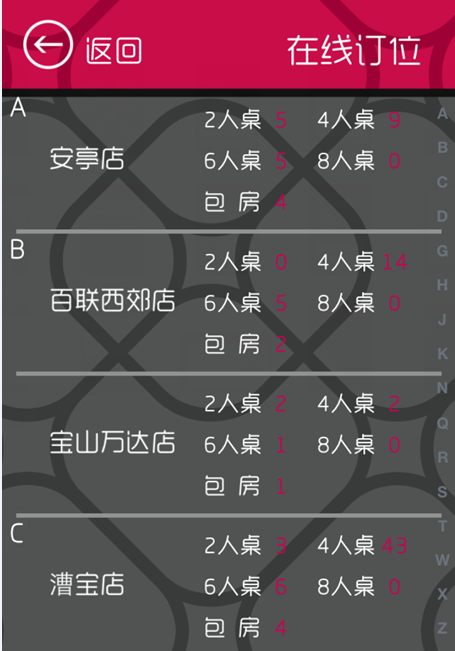 返回
在线订位
A
安亭店
2人桌 5 4人桌 9
6人桌 5 8人桌 0
包 房 4
B
百联西郊店
2人桌 0 4人桌 14
6人桌 5 8人桌 0
包 房 2
宝山万达店
2人桌 2 4人桌 2
6人桌 1 8人桌 0
包 房 1
C
漕宝店
2人桌 3 4人桌 43
6人桌 6 8人桌 0
包 房 4
A
B
C
D
G
H
J
K
N
Q
R
S
T
W
X
Z